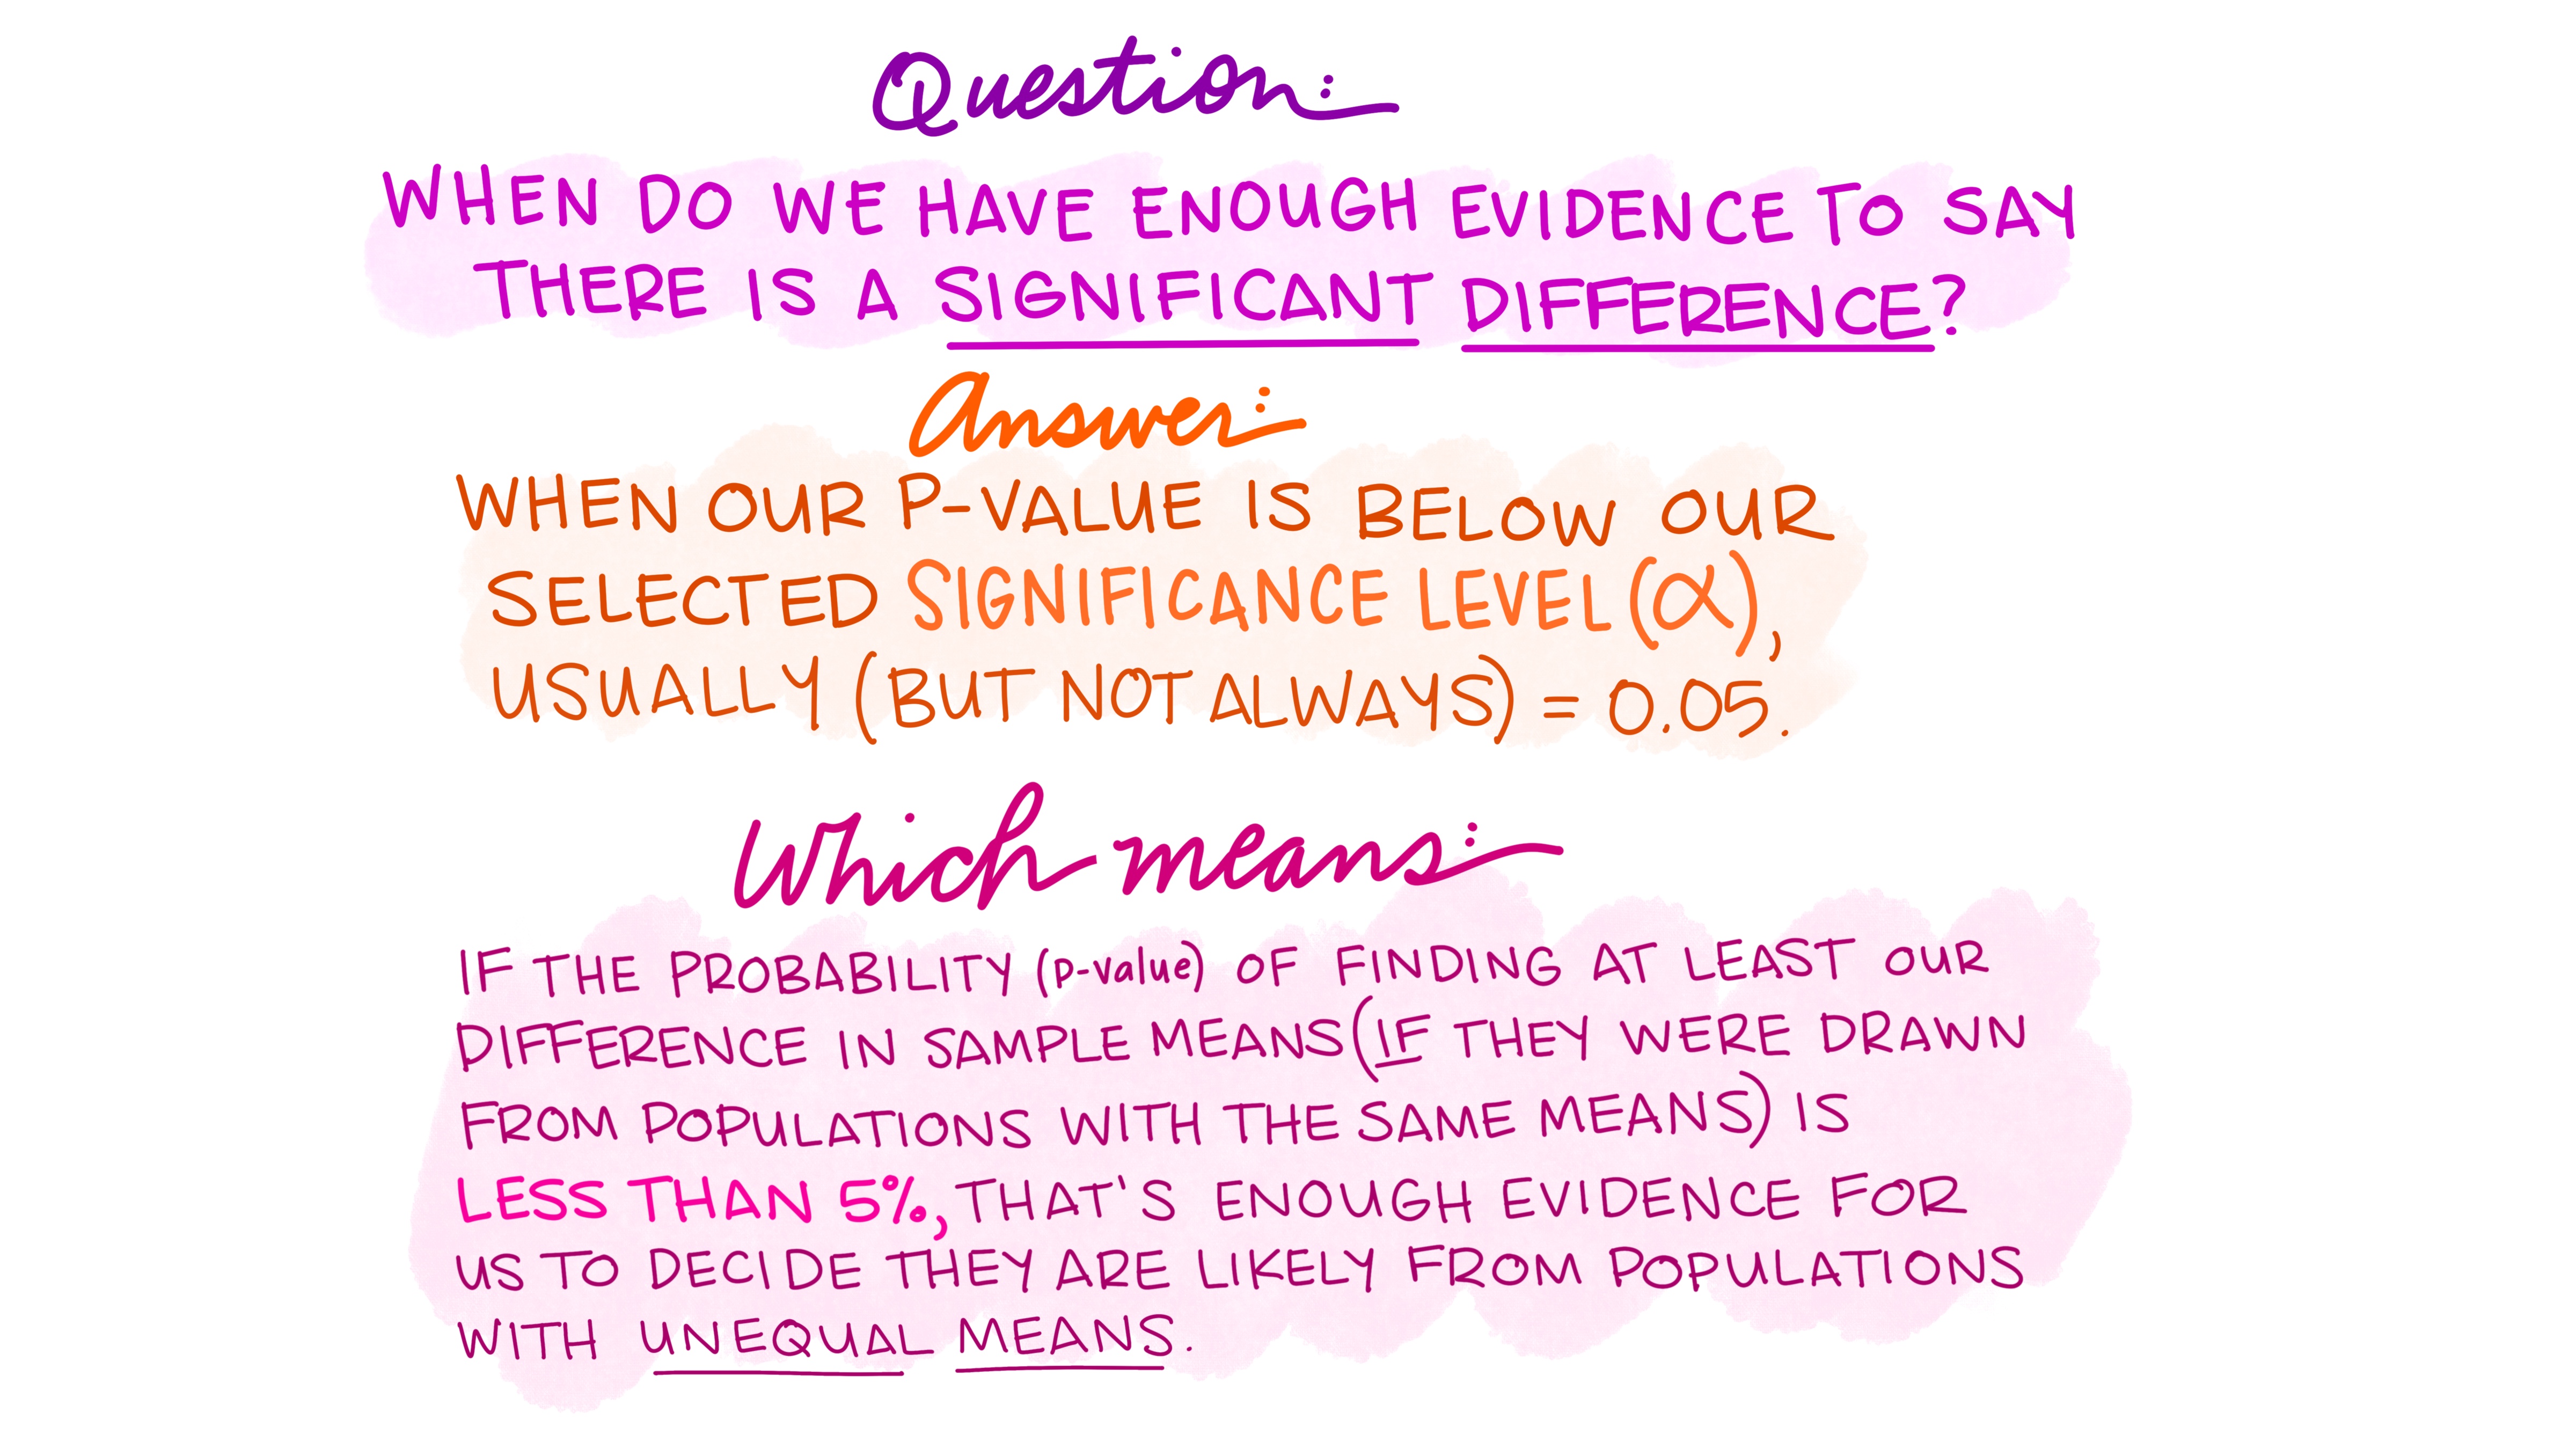 Question:
WHEN DO WE HAVE ENOUGH EVIDENCE TO SAY
THERE IS A SIGNIFICANT DIFFERENCE?
Answer:
WHEN OUR P-VALUE IS BELOW OUR
SELECTED SIGNIFICANCE LEVEL (α),
USUALLY (BUT NOT ALWAYS) = 0.05.
Which means:
IF THE PROBABILITY (p-value) OF FINDING AT LEAST OUR
DIFFERENCE IN SAMPLE MEANS (IF THEY WERE DRAWN
FROM POPULATIONS WITH THE SAME MEANS) IS
LESS THAN 5%, THAT'S ENOUGH EVIDENCE FOR
US TO DECIDE THEY ARE LIKELY FROM POPULATIONS
WITH UNEQUAL MEANS.